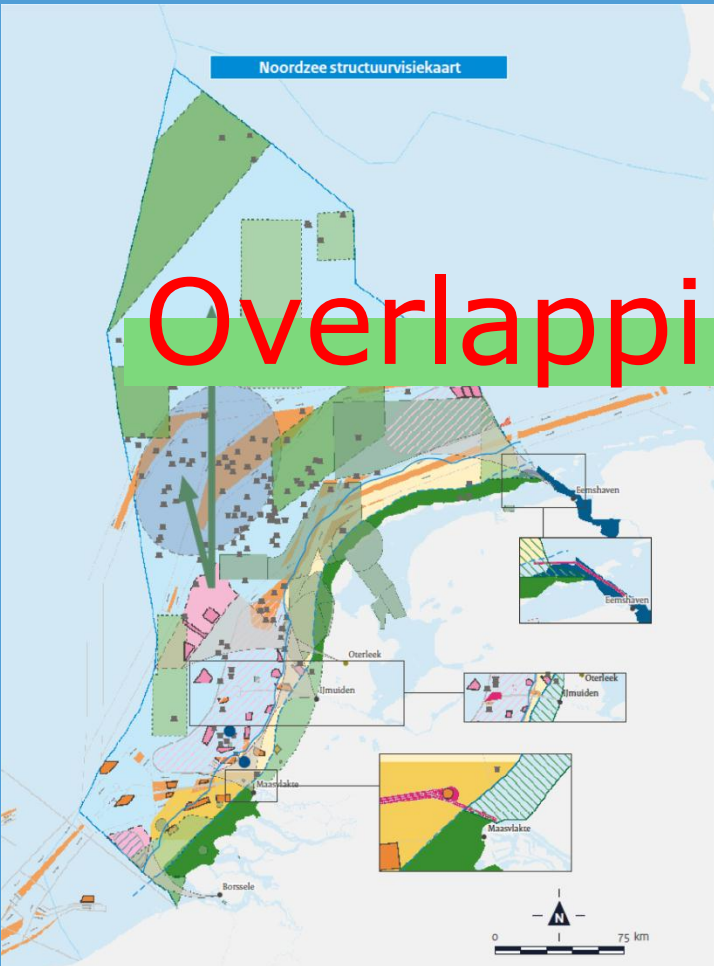 Noordzee structuurvisiekaart
Overlappi
Eemshaven
Eemshaven
Oterleek
IJmuiden
Oterleek
IJmuiden
Maasvlakte
Maasvlakte
Borssele
N
0 75 km